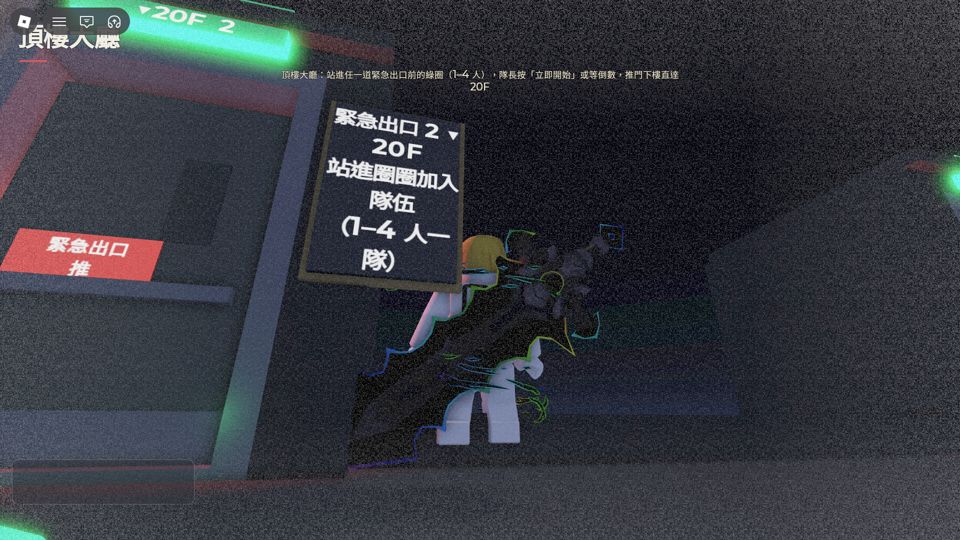 ▼20F 2
頂樓大廳
頂樓大廳：站進任一道緊急出口前的綠圈（1–4 人），隊長按「立即開始」或等倒數，推門下樓直達
20F
緊急出口 2 ▼
20F
站進圈圈加入
隊伍
（1–4 人一
隊）
緊急出口
推